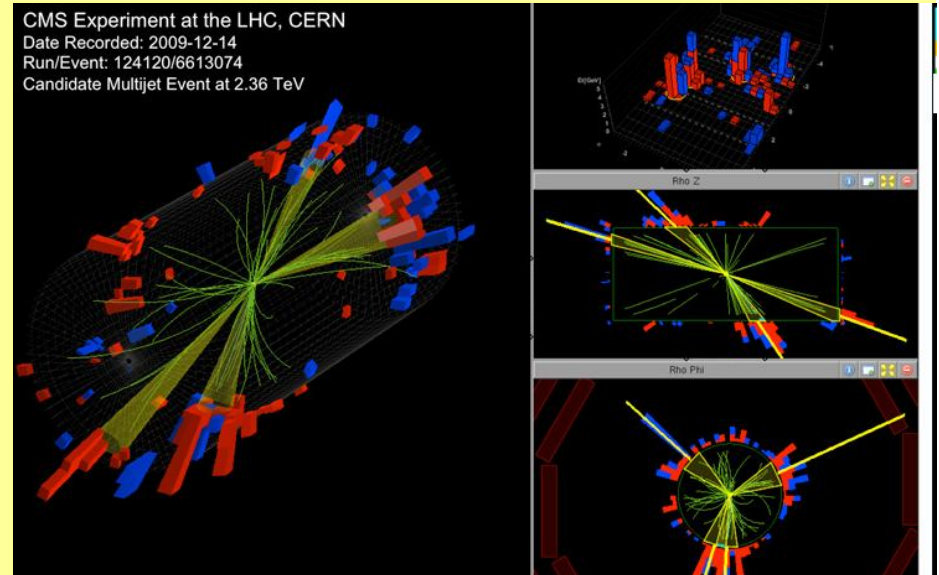 CMS Experiment at the LHC, CERN
Date Recorded: 2009-12-14
Run/Event: 124120/6613074
Candidate Multijet Event at 2.36 TeV
Rho Z
Rho Phi